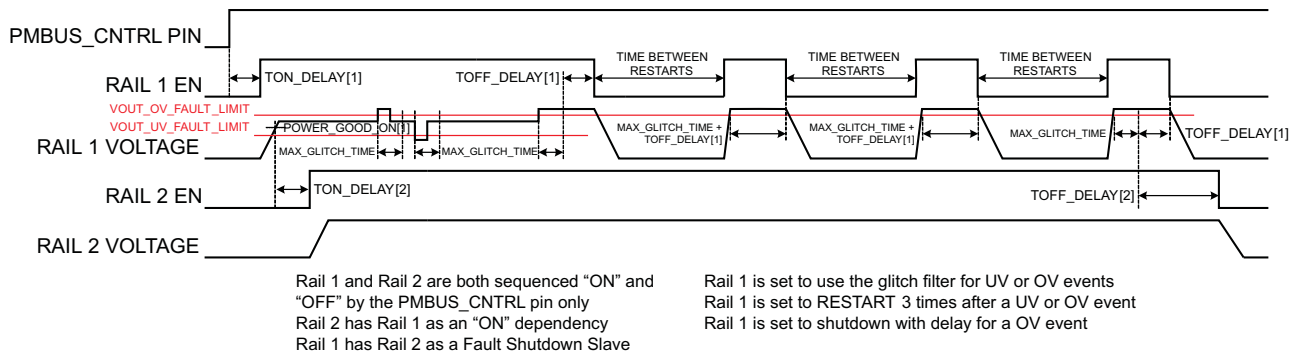 PMBUS_CNTRL PIN
TON_DELAY[1]
TOFF_DELAY[1]
TIME BETWEEN
RESTARTS
TIME BETWEEN
RESTARTS
TIME BETWEEN
RESTARTS
RAIL 1 EN
VOUT_OV_FAULT_LIMIT
VOUT_UV_FAULT_LIMIT
POWER_GOOD_ON[1]
RAIL 1 VOLTAGE
MAX_GLITCH_TIME
MAX_GLITCH_TIME
MAX_GLITCH_TIME +
TOFF_DELAY[1]
MAX_GLITCH_TIME +
TOFF_DELAY[1]
MAX_GLITCH_TIME
TOFF_DELAY[1]
RAIL 2 EN
TON_DELAY[2]
TOFF_DELAY[2]
RAIL 2 VOLTAGE
Rail 1 and Rail 2 are both sequenced “ON” and
“OFF” by the PMBUS_CNTRL pin only
Rail 2 has Rail 1 as an “ON” dependency
Rail 1 has Rail 2 as a Fault Shutdown Slave
Rail 1 is set to use the glitch filter for UV or OV events
Rail 1 is set to RESTART 3 times after a UV or OV event
Rail 1 is set to shutdown with delay for a OV event